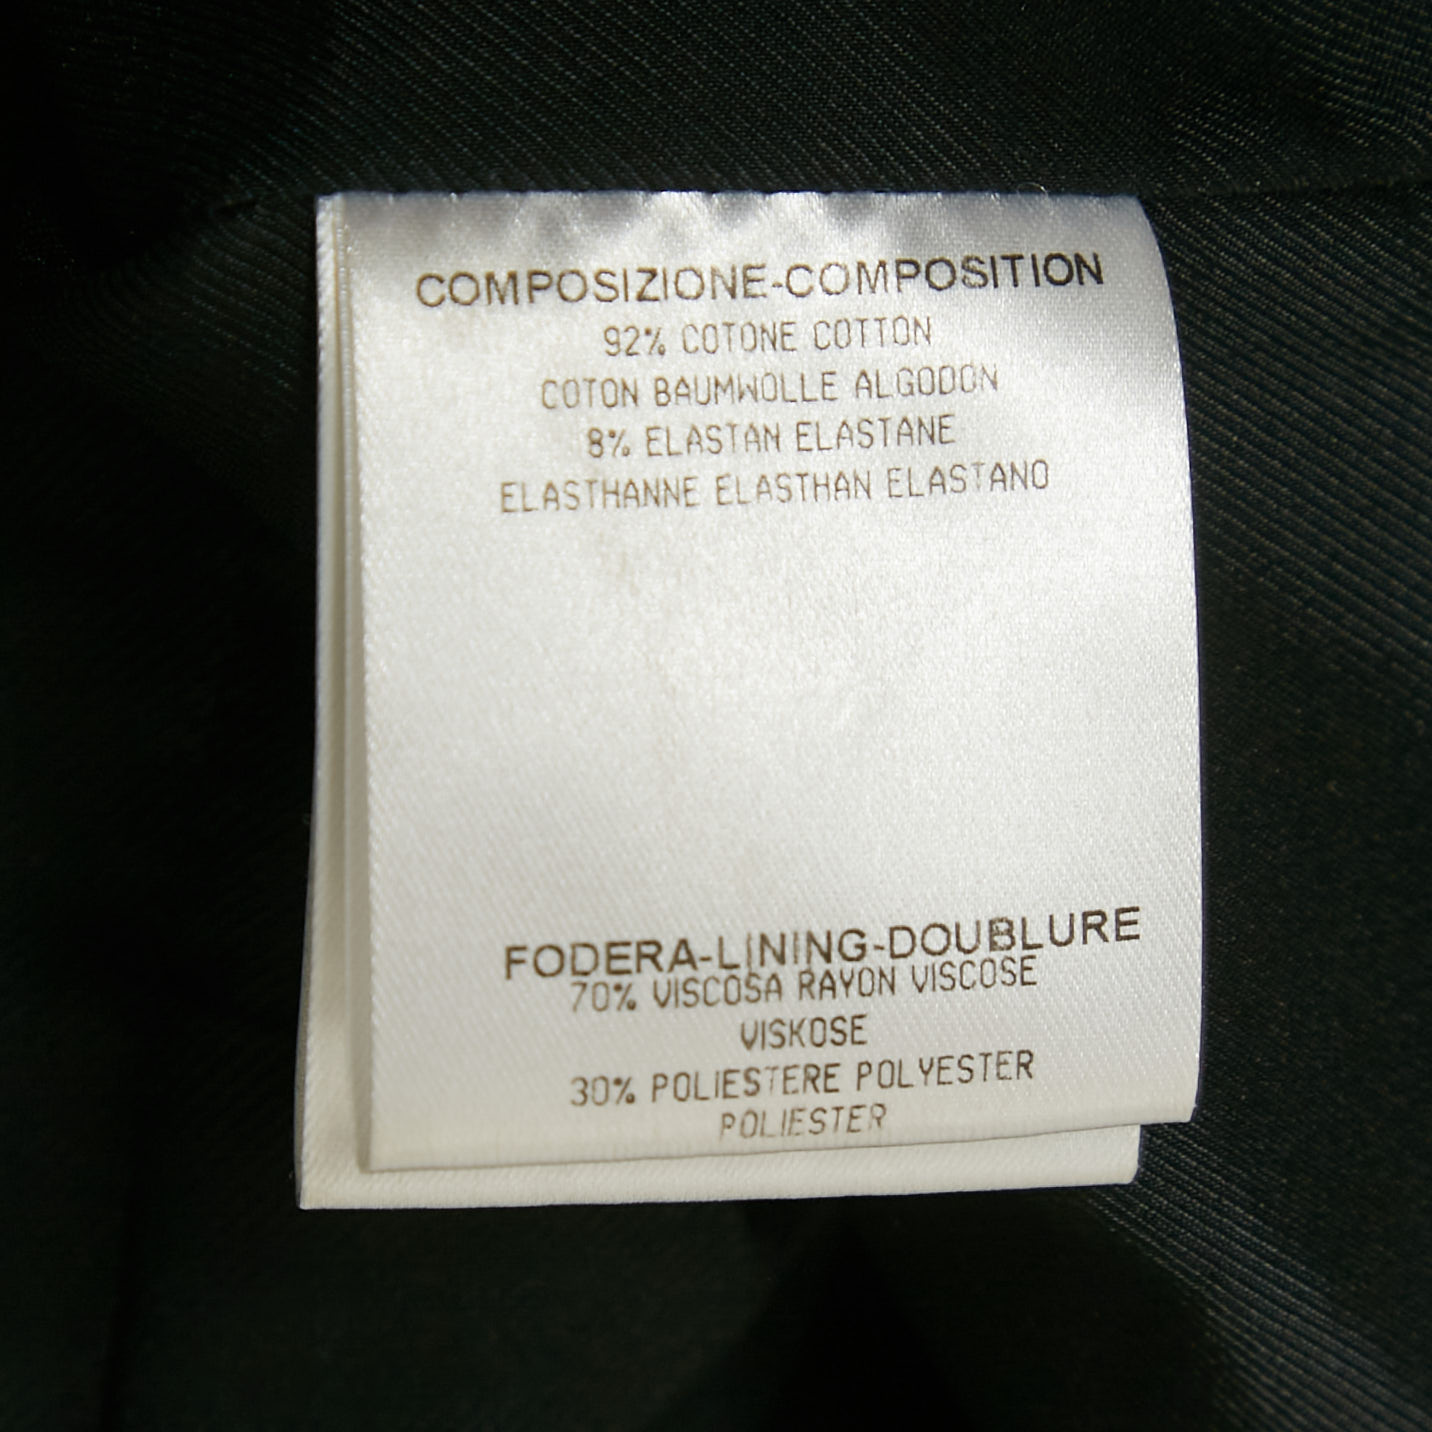 COMPOSIZIONE-COMPOSITION
92% COTONE COTTON
COTON BAUMWOLLE ALGODON
8% ELASTAN ELASTANE
ELASTHANNE ELASTHAN ELASTANO
FODERA-LINING-DOUBLURE
70% VISCOSA RAYON VISCOSE
VISKOSE
30% POLIESTERE POLYESTER
POLIESTER